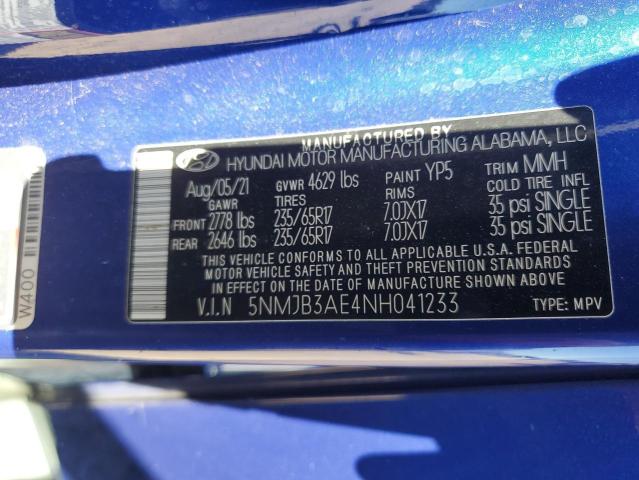 MANUFACTURED BY
HYUNDAI MOTOR MANUFACTURING ALABAMA, LLC
Aug/05/21 GVWR 4629 lbs PAINT YP5 TRIM MMH
GAWR TIRES RIMS COLD TIRE INFL
FRONT 2778 lbs 235/65R17 7.0JX17 35 psi SINGLE
REAR 2646 lbs 235/65R17 7.0JX17 35 psi SINGLE
THIS VEHICLE CONFORMS TO ALL APPLICABLE U.S.A. FEDERAL
MOTOR VEHICLE SAFETY AND THEFT PREVENTION STANDARDS
IN EFFECT ON THE DATE OF MANUFACTURE SHOWN ABOVE
V.I.N 5NMJB3AE4NH041233 TYPE: MPV
W400